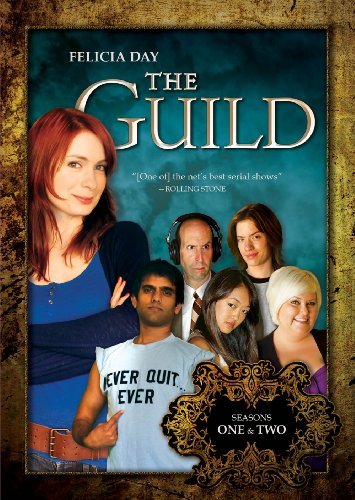 FELICIA DAY
THE
GUILD
"[One of] the net's best serial shows"
– ROLLING STONE
NEVER QUIT...
EVER
SEASONS
ONE & TWO